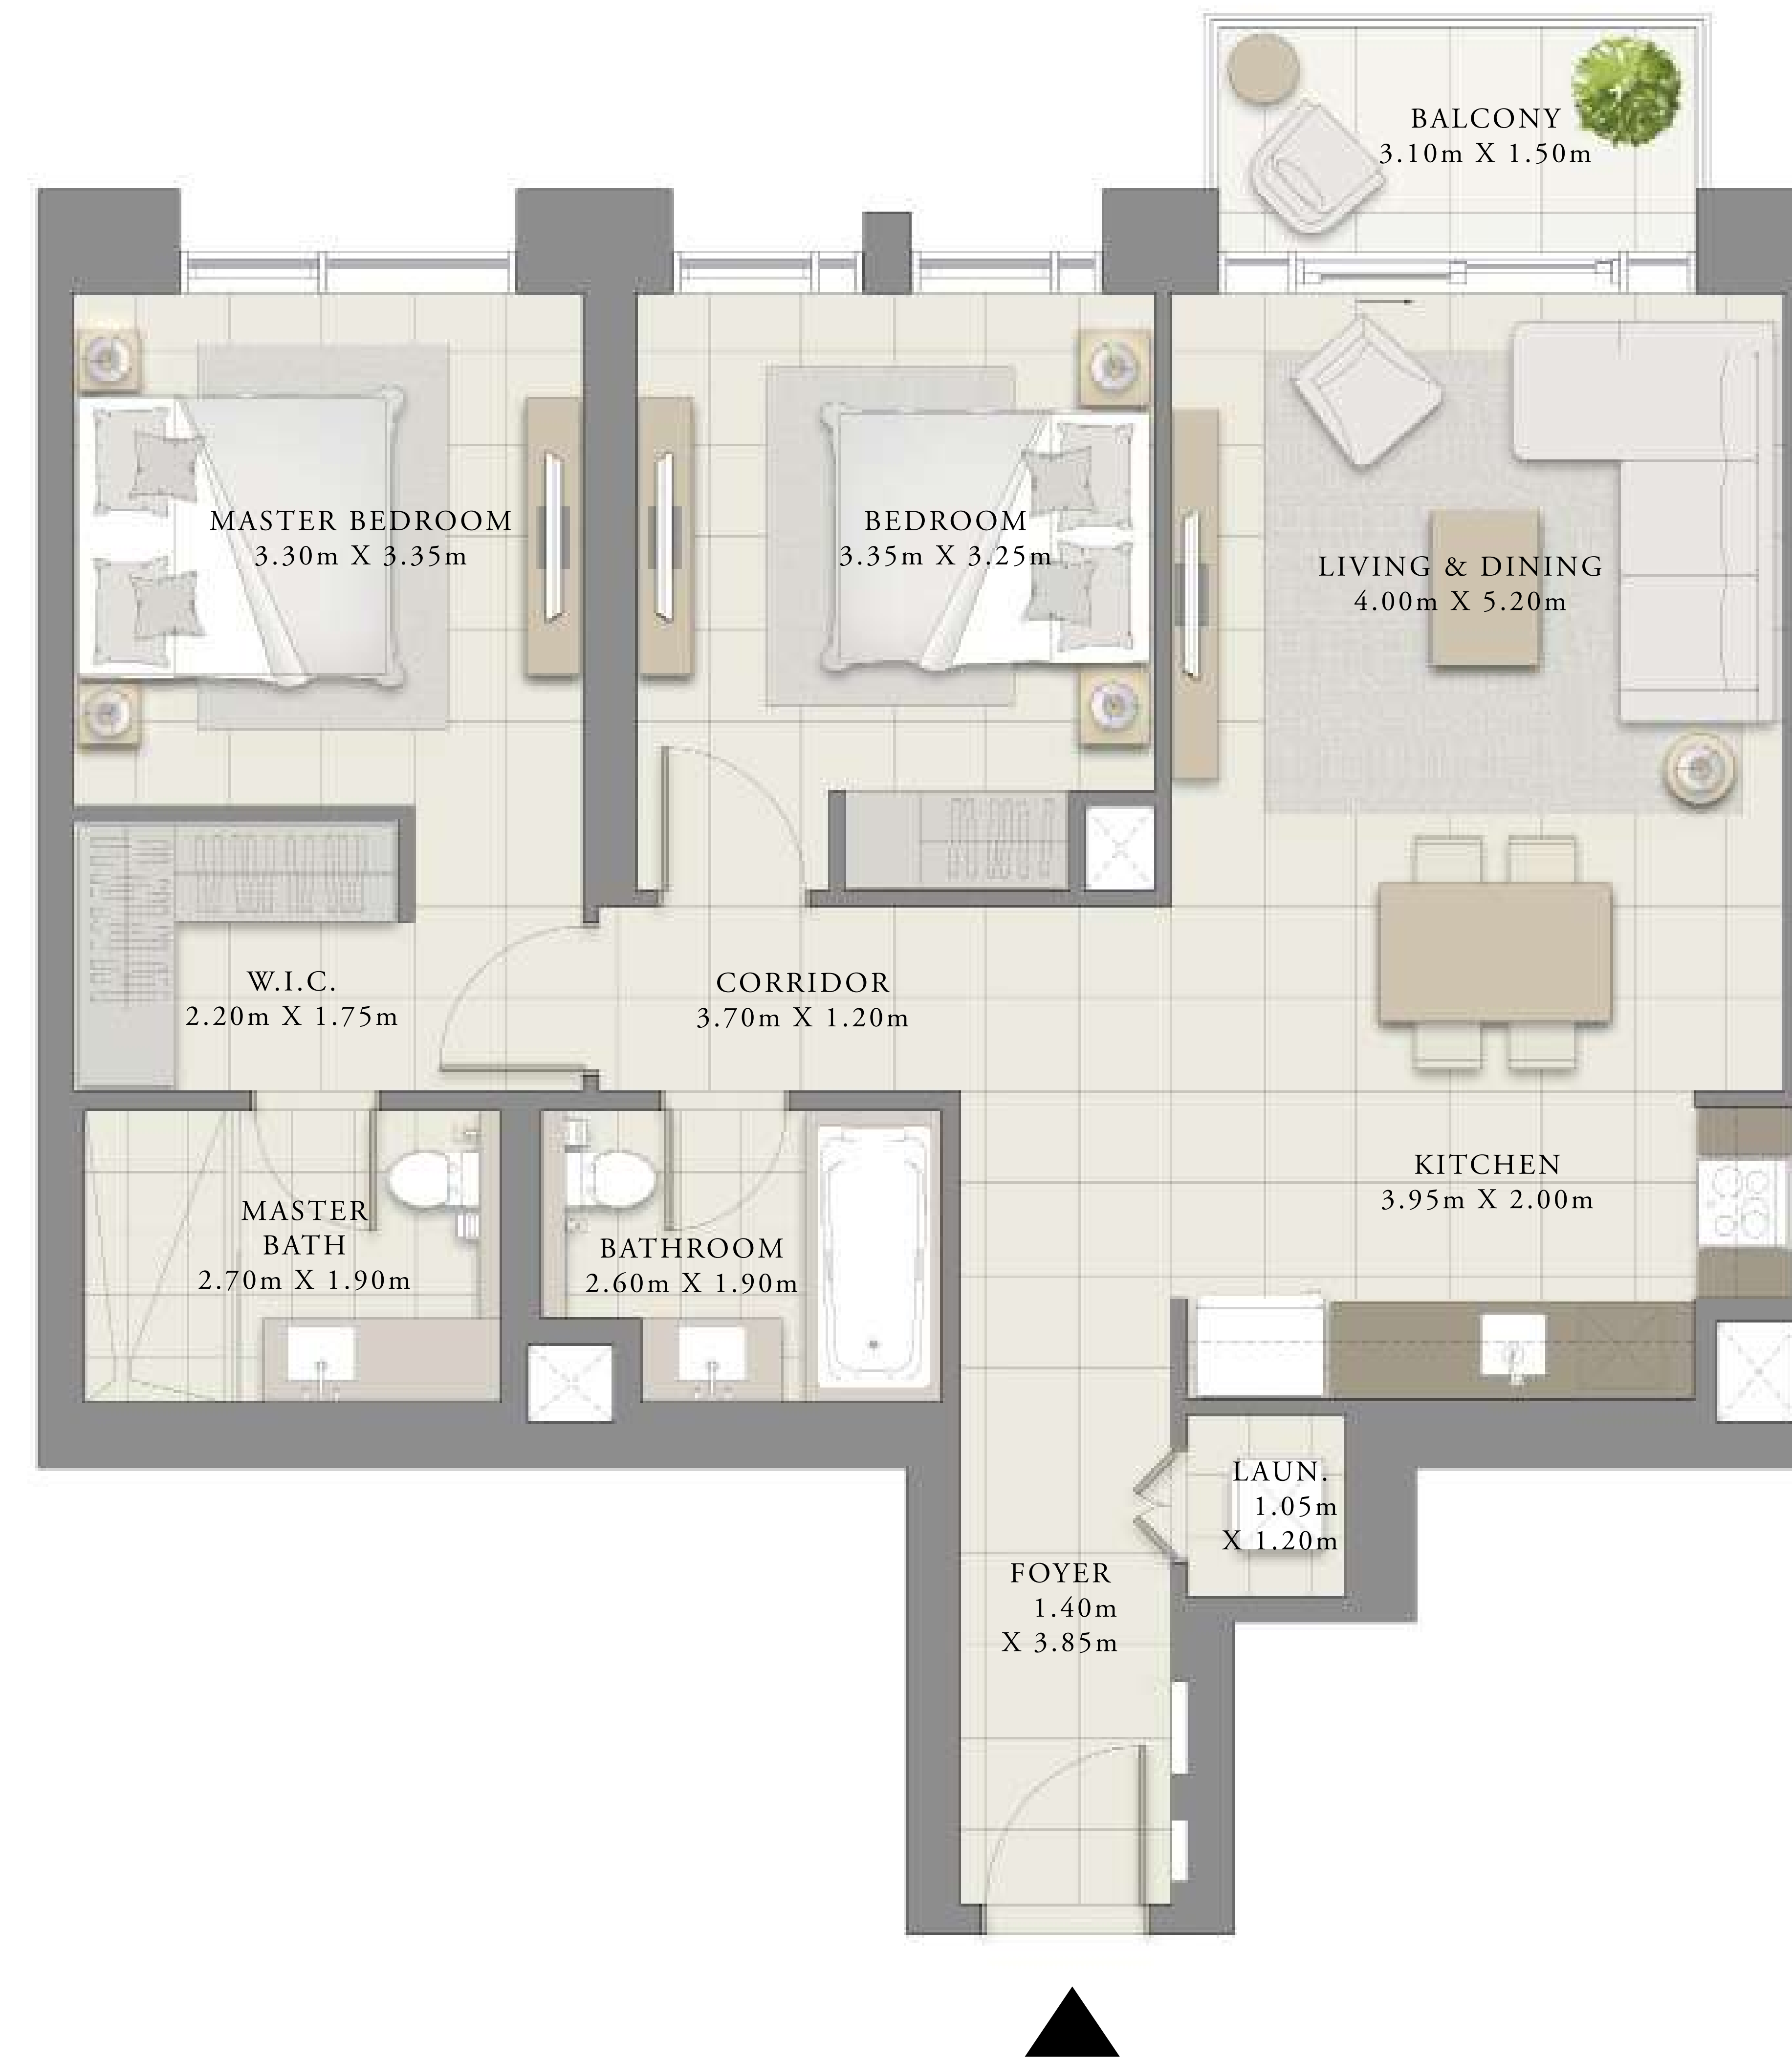 BALCONY
3.10m X 1.50m
MASTER BEDROOM
3.30m X 3.35m
BEDROOM
3.35m X 3.25m
LIVING & DINING
4.00m X 5.20m
W.I.C.
2.20m X 1.75m
CORRIDOR
3.70m X 1.20m
KITCHEN
3.95m X 2.00m
MASTER
BATH
2.70m X 1.90m
BATHROOM
2.60m X 1.90m
LAUN.
1.05m
X 1.20m
FOYER
1.40m
X 3.85m